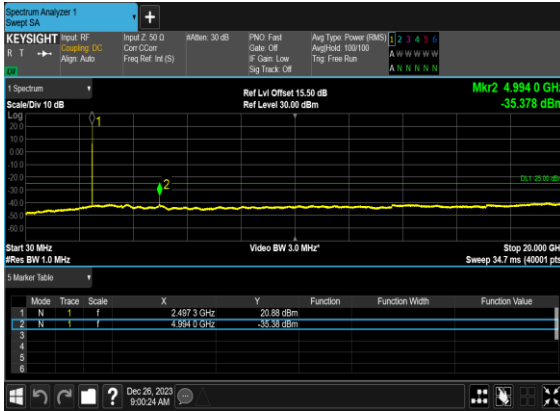 Spectrum Analyzer 1
Swept SA
+
KEYSIGHT Input: RF Input Z: 50 Ω #Atten: 30 dB PNO: Fast Avg Type: Power (RMS) 1 2 3 4 5 6
R T Coupling: DC Corr CCorr Gate: Off Avg|Hold: 100/100 A W W W W W
Align: Auto Freq Ref: Int (S) IF Gain: Low Trig: Free Run
LXI Sig Track: Off A N N N N N
1 Spectrum Ref Lvl Offset 15.50 dB Mkr2 4.994 0 GHz
Scale/Div 10 dB Ref Level 30.00 dBm -35.378 dBm
Log
20.0
10.0
0.00
-10.0
-20.0
-30.0
-40.0
-50.0
-60.0
1
2
DL1 -25.00 dBm
Start 30 MHz Video BW 3.0 MHz* Stop 20.000 GHz
#Res BW 1.0 MHz Sweep 34.7 ms (40001 pts)
5 Marker Table
Mode Trace Scale X Y Function Function Width Function Value
1 N 1 f 2.497 3 GHz 20.88 dBm
2 N 1 f 4.994 0 GHz -35.38 dBm
3
4
5
6
? Dec 26, 2023
9:00:24 AM